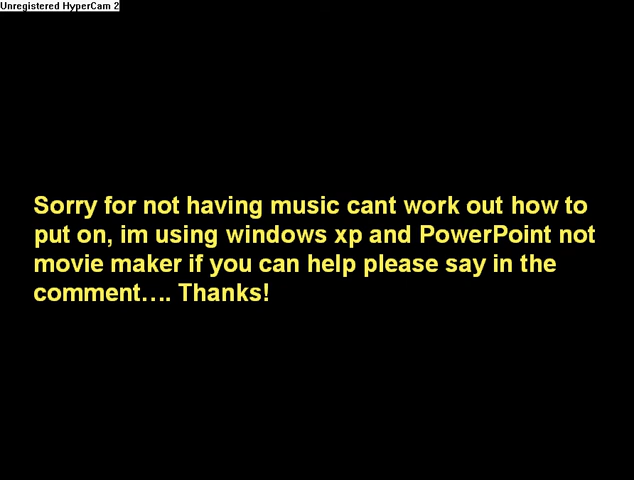 Unregistered HyperCam 2
Sorry for not having music cant work out how to
put on, im using windows xp and PowerPoint not
movie maker if you can help please say in the
comment…. Thanks!